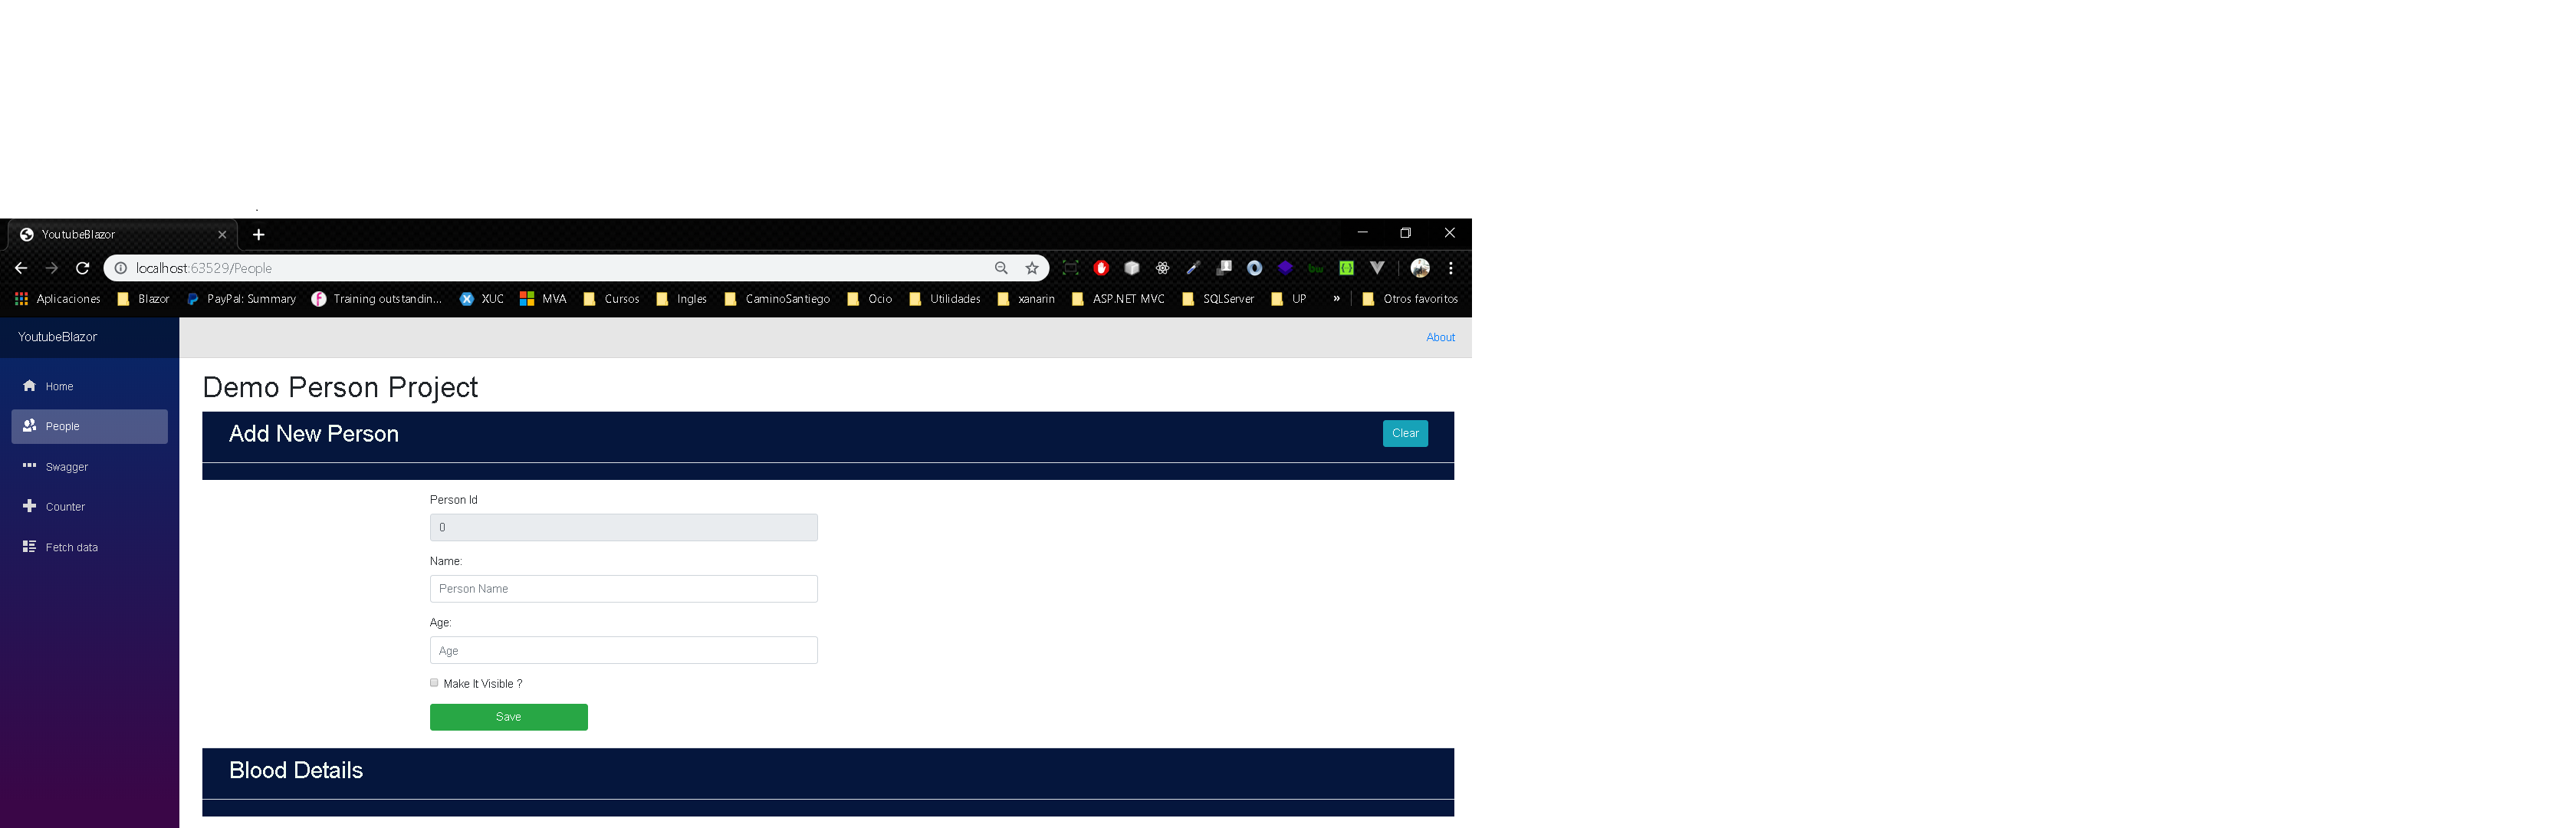 YoutubeBlazor
localhost:63529/People
Aplicaciones Blazor PayPal: Summary Training outstandin... XUC MVA Cursos Ingles CaminoSantiego Ocio Utilidades xanarin ASP.NET MVC SQLServer UP » Otros favoritos
YoutubeBlazor
About
Home
People
Swagger
Counter
Fetch data
Demo Person Project
Add New Person
Clear
Person Id
0
Name:
Person Name
Age:
Age
Make It Visible ?
Save
Blood Details